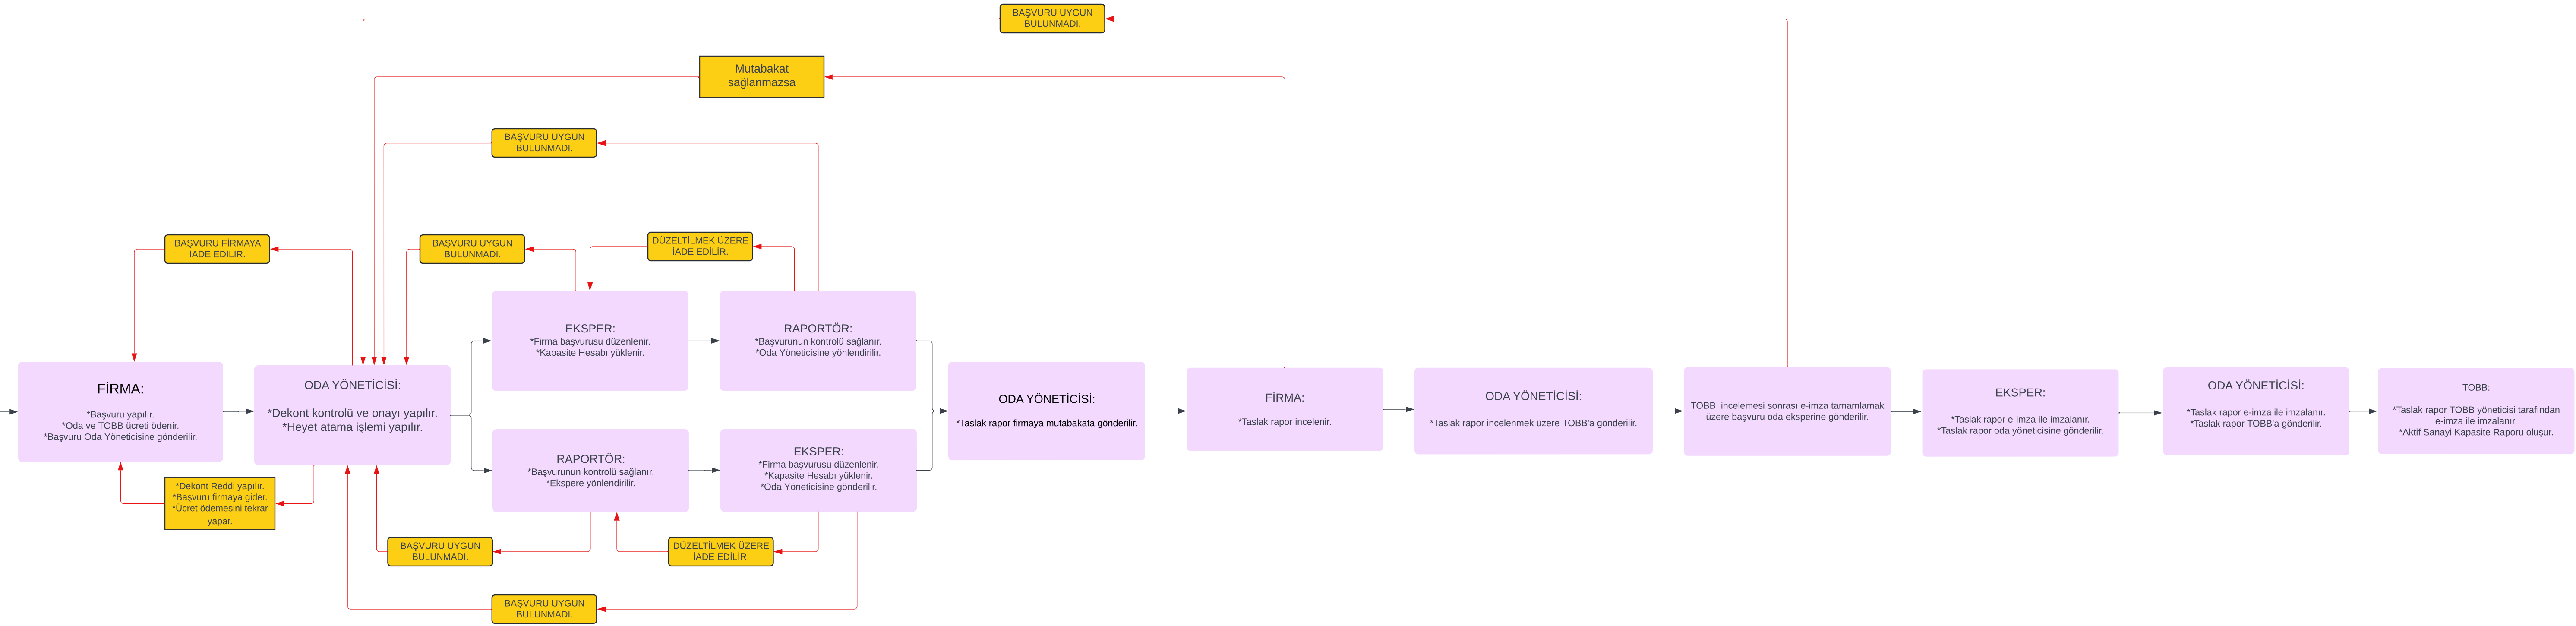 BAŞVURU UYGUN
BULUNMADI.
Mutabakat
sağlanmazsa
BAŞVURU UYGUN
BULUNMADI.
BAŞVURU FİRMAYA
İADE EDİLİR.
BAŞVURU UYGUN
BULUNMADI.
DÜZELTİLMEK ÜZERE
İADE EDİLİR.
FİRMA:
*Başvuru yapılır.
*Oda ve TOBB ücreti ödenir.
*Başvuru Oda Yöneticisine gönderilir.
ODA YÖNETİCİSİ:
*Dekont kontrolü ve onayı yapılır.
*Heyet atama işlemi yapılır.
EKSPER:
*Firma başvurusu düzenlenir.
*Kapasite Hesabı yüklenir.
RAPORTÖR:
*Başvurunun kontrolü sağlanır.
*Oda Yöneticisine yönlendirilir.
RAPORTÖR:
*Başvurunun kontrolü sağlanır.
*Ekspere yönlendirilir.
EKSPER:
*Firma başvurusu düzenlenir.
*Kapasite Hesabı yüklenir.
*Oda Yöneticisine gönderilir.
ODA YÖNETİCİSİ:
*Taslak rapor firmaya mutabakata gönderilir.
FİRMA:
*Taslak rapor incelenir.
ODA YÖNETİCİSİ:
*Taslak rapor incelenmek üzere TOBB'a gönderilir.
TOBB  incelemesi sonrası e-imza tamamlamak
üzere başvuru oda eksperine gönderilir.
EKSPER:
*Taslak rapor e-imza ile imzalanır.
*Taslak rapor oda yöneticisine gönderilir.
ODA YÖNETİCİSİ:
*Taslak rapor e-imza ile imzalanır.
*Taslak rapor TOBB'a gönderilir.
TOBB:
*Taslak rapor TOBB yöneticisi tarafından
e-imza ile imzalanır.
*Aktif Sanayi Kapasite Raporu oluşur.
*Dekont Reddi yapılır.
*Başvuru firmaya gider.
*Ücret ödemesini tekrar
yapar.
BAŞVURU UYGUN
BULUNMADI.
DÜZELTİLMEK ÜZERE
İADE EDİLİR.
BAŞVURU UYGUN
BULUNMADI.